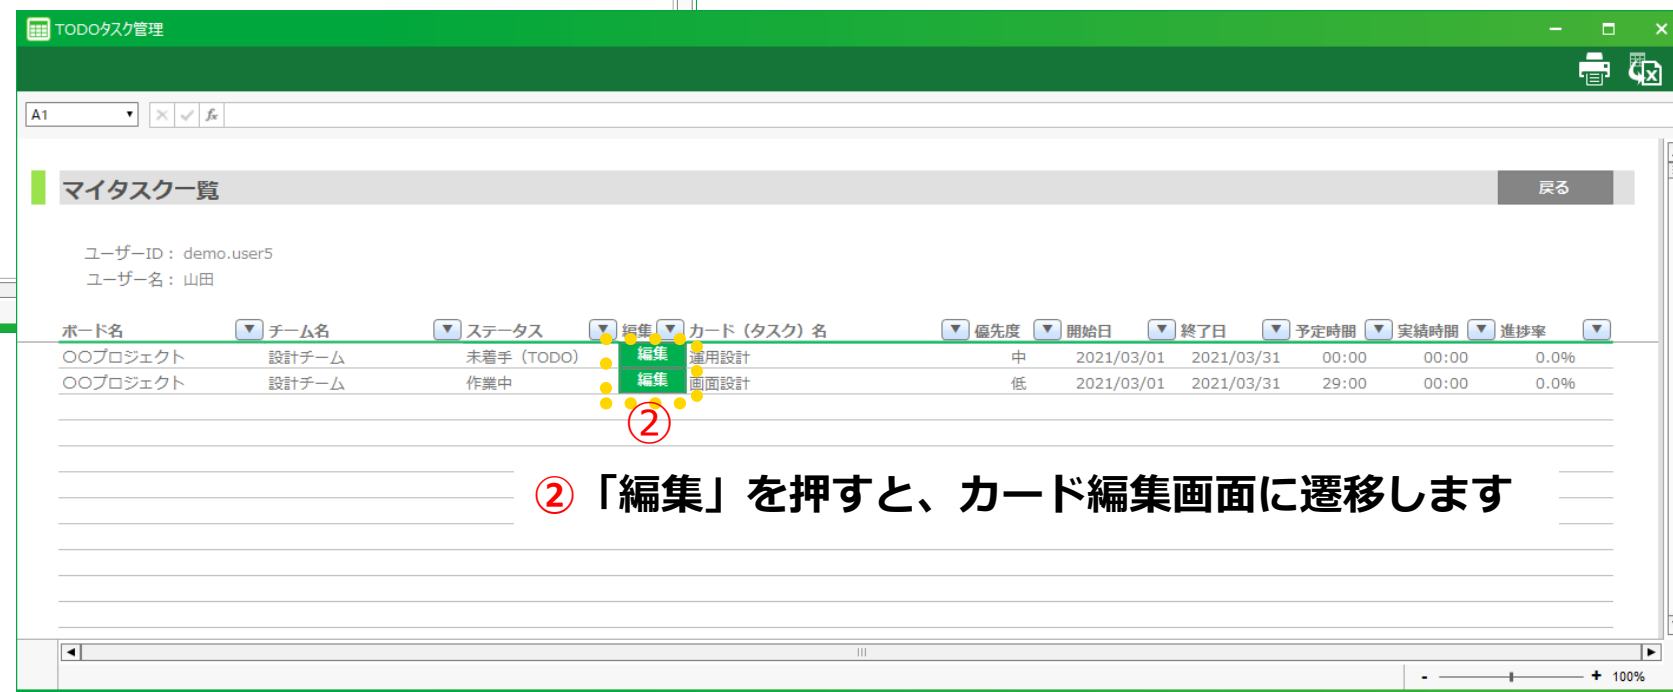 TODOタスク管理
A1
fx
マイタスク一覧 戻る
ユーザーID： demo.user5
ユーザー名： 山田
ボード名 チーム名 ステータス 編集 カード（タスク）名 優先度 開始日 終了日 予定時間 実績時間 進捗率
〇〇プロジェクト 設計チーム 未着手（TODO） 編集 運用設計 中 2021/03/01 2021/03/31 00:00 00:00 0.0%
〇〇プロジェクト 設計チーム 作業中 編集 画面設計 低 2021/03/01 2021/03/31 29:00 00:00 0.0%
②
②「編集」を押すと、カード編集画面に遷移します
- + 100%